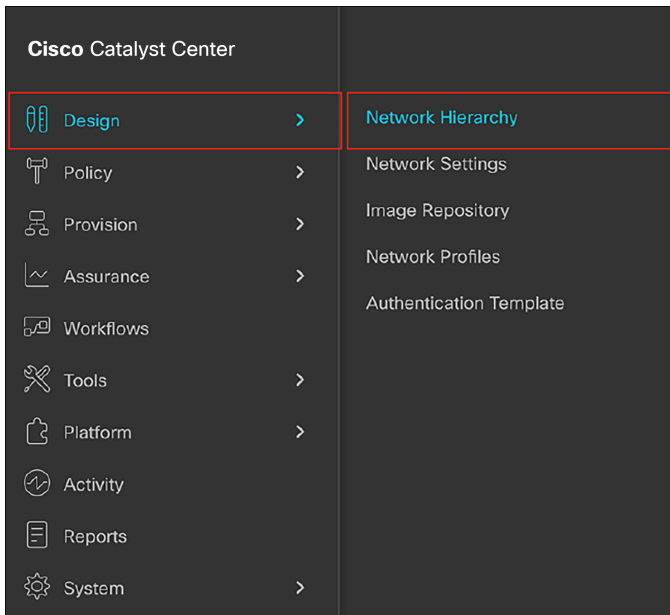 Cisco Catalyst Center
Design
Policy
Provision
Assurance
Workflows
Tools
Platform
Activity
Reports
System
Network Hierarchy
Network Settings
Image Repository
Network Profiles
Authentication Template